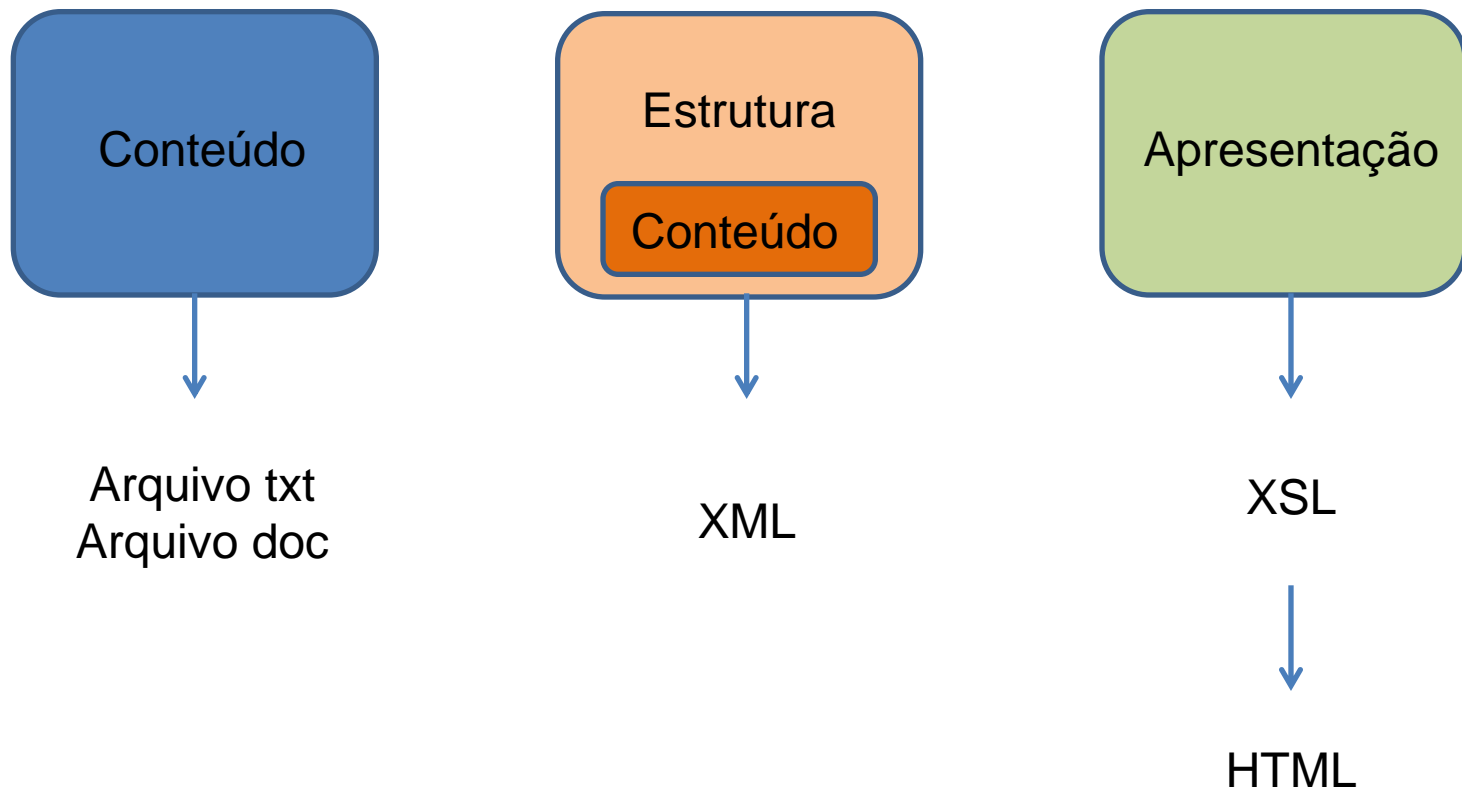 Conteúdo
Estrutura
Conteúdo
Apresentação
Arquivo txt
Arquivo doc
XML
XSL
HTML